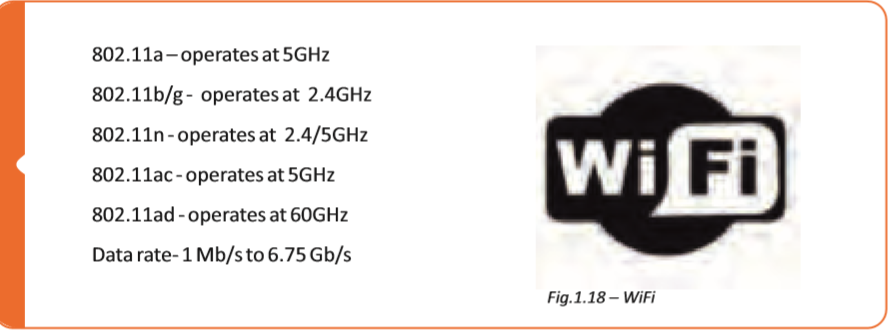 802.11a – operates at 5GHz
802.11b/g - operates at 2.4GHz
802.11n - operates at 2.4/5GHz
802.11ac - operates at 5GHz
802.11ad - operates at 60GHz
Data rate- 1 Mb/s to 6.75 Gb/s
Wi Fi
Fig.1.18 – WiFi